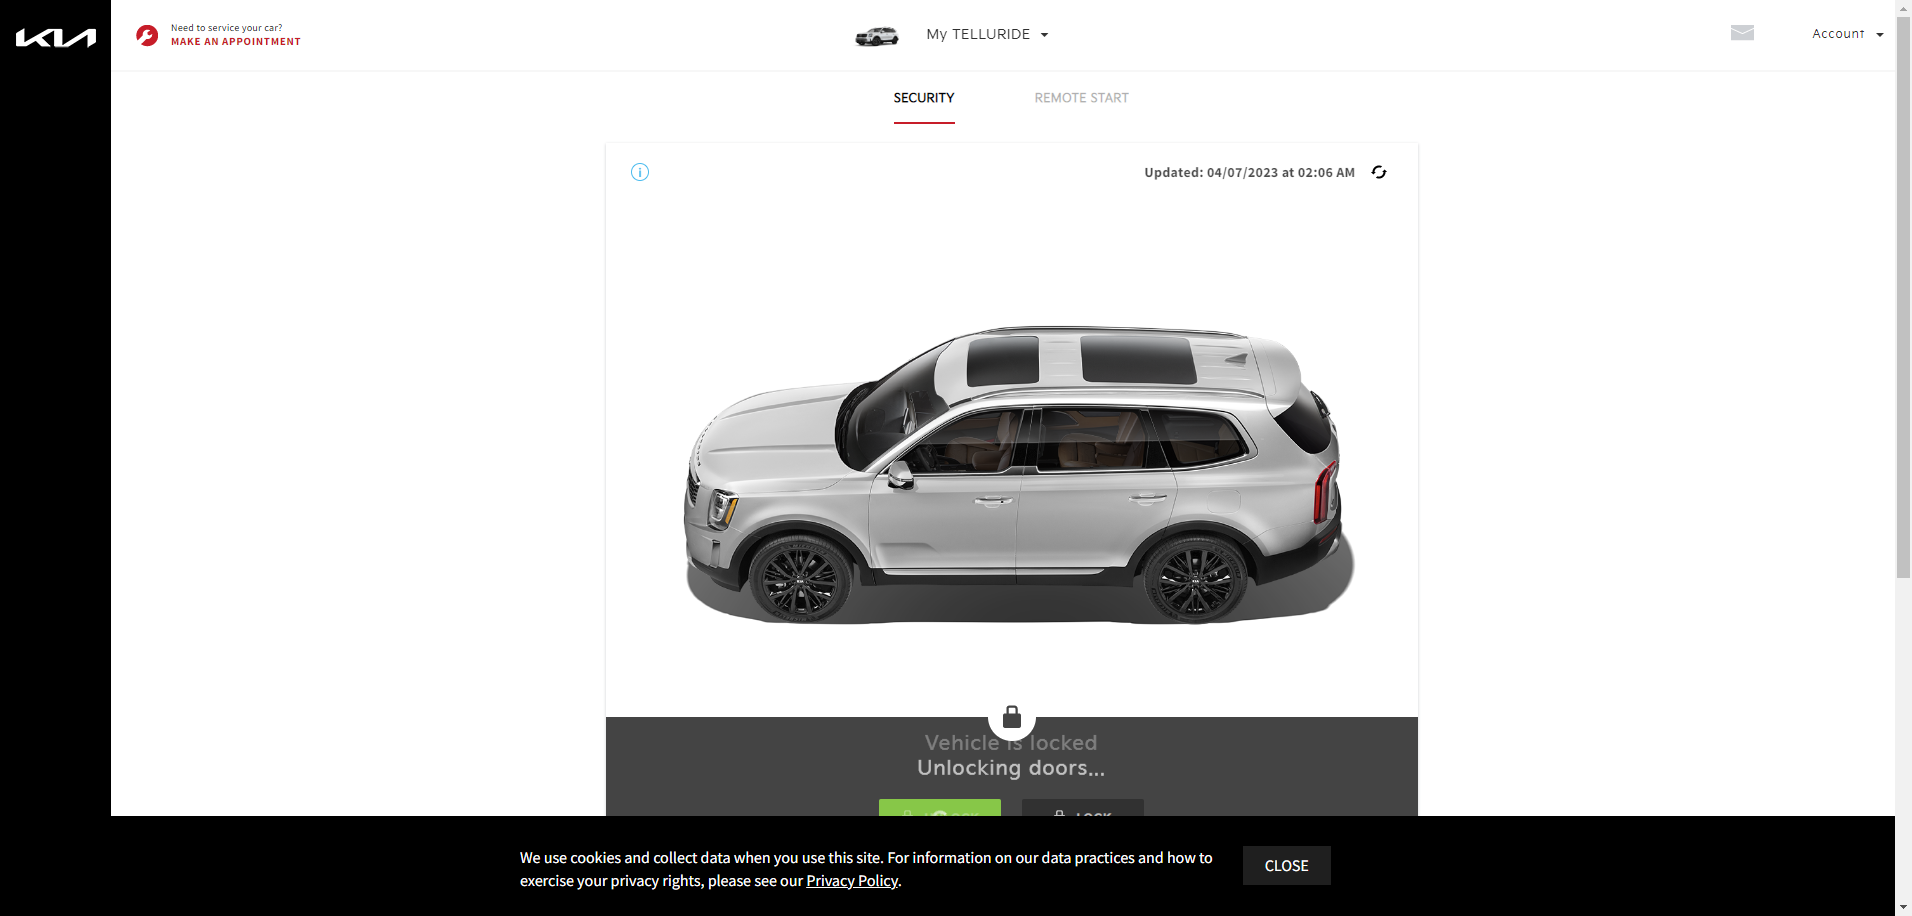 KIA
Need to service your car?
MAKE AN APPOINTMENT
My TELLURIDE
Account
SECURITY
REMOTE START
Updated: 04/07/2023 at 02:06 AM
Vehicle is locked
Unlocking doors...
LOCK
We use cookies and collect data when you use this site. For information on our data practices and how to
exercise your privacy rights, please see our Privacy Policy.
CLOSE